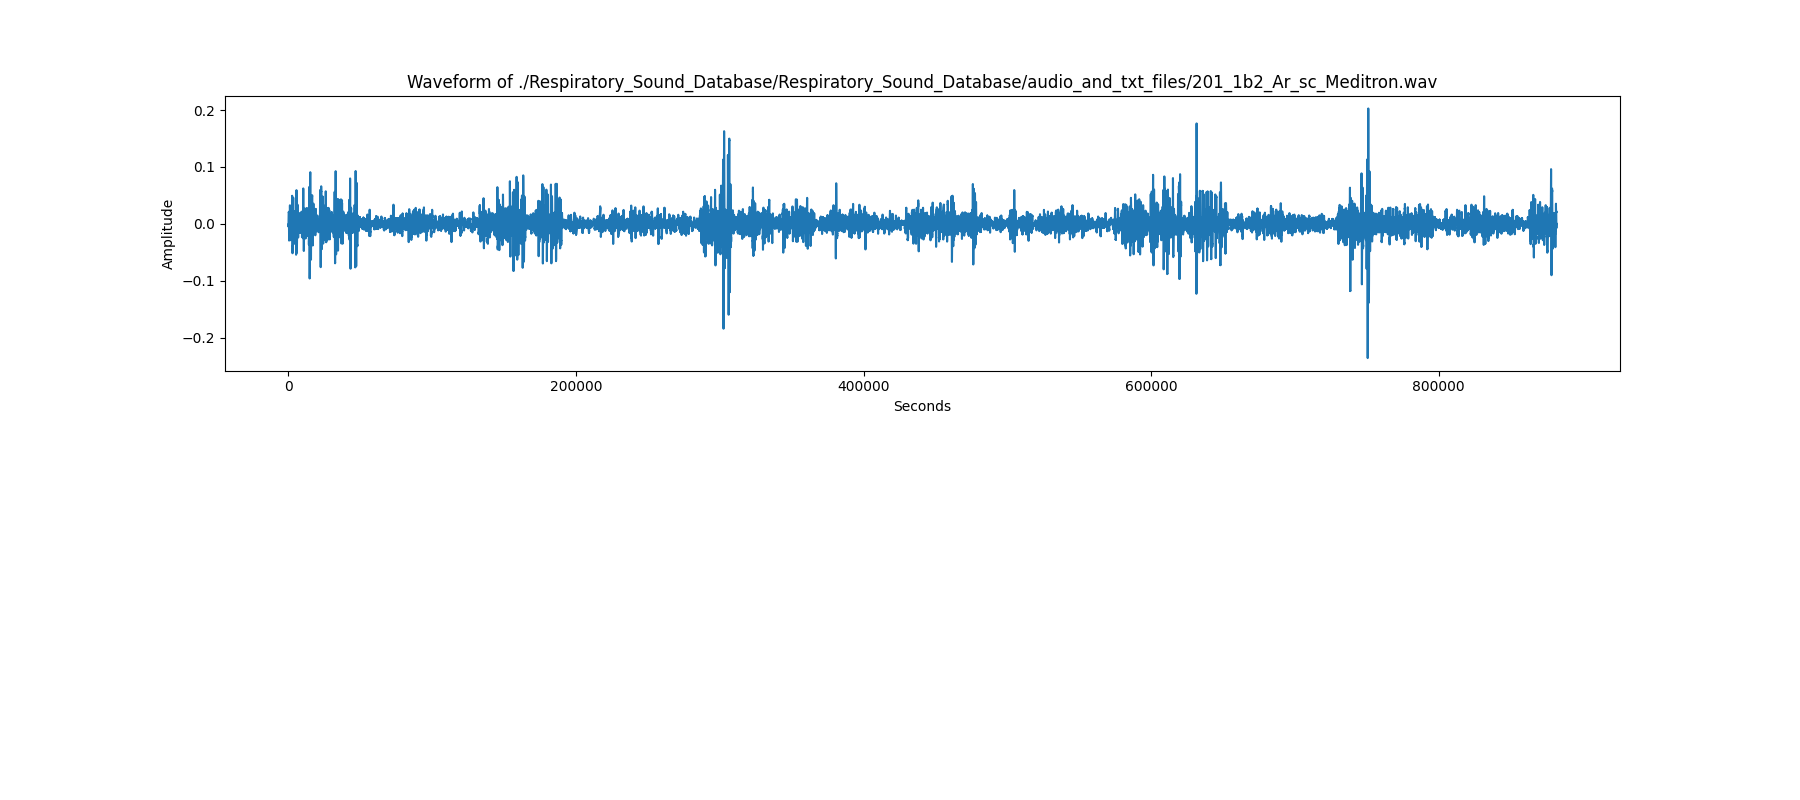 Waveform of ./Respiratory_Sound_Database/Respiratory_Sound_Database/audio_and_txt_files/201_1b2_Ar_sc_Meditron.wav
0.2
0.1
0.0
−0.1
−0.2
Amplitude
0 200000 400000 600000 800000
Seconds